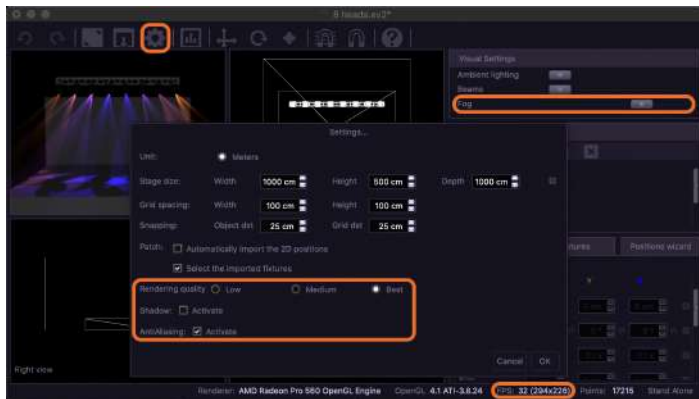 8 heads.ev2*
Visual Settings
Ambient lighting
Beams
Fog
Settings...
Unit: Meters
Stage size: Width 1000 cm Height 500 cm Depth 1000 cm
Grid spacing: Width 100 cm Height 100 cm
Snapping: Object dst 25 cm Grid dst 25 cm
Patch: Automatically import the 2D positions
Select the imported fixtures
Positions wizard
Rendering quality Low Medium Best
Shadow: Activate
AntiAliasing: Activate
Cancel OK
Right view
Renderer: AMD Radeon Pro 560 OpenGL Engine OpenGL 4.1 ATI-3.8.24 FPS: 32 (294x226) Points: 17215 Stand Alone